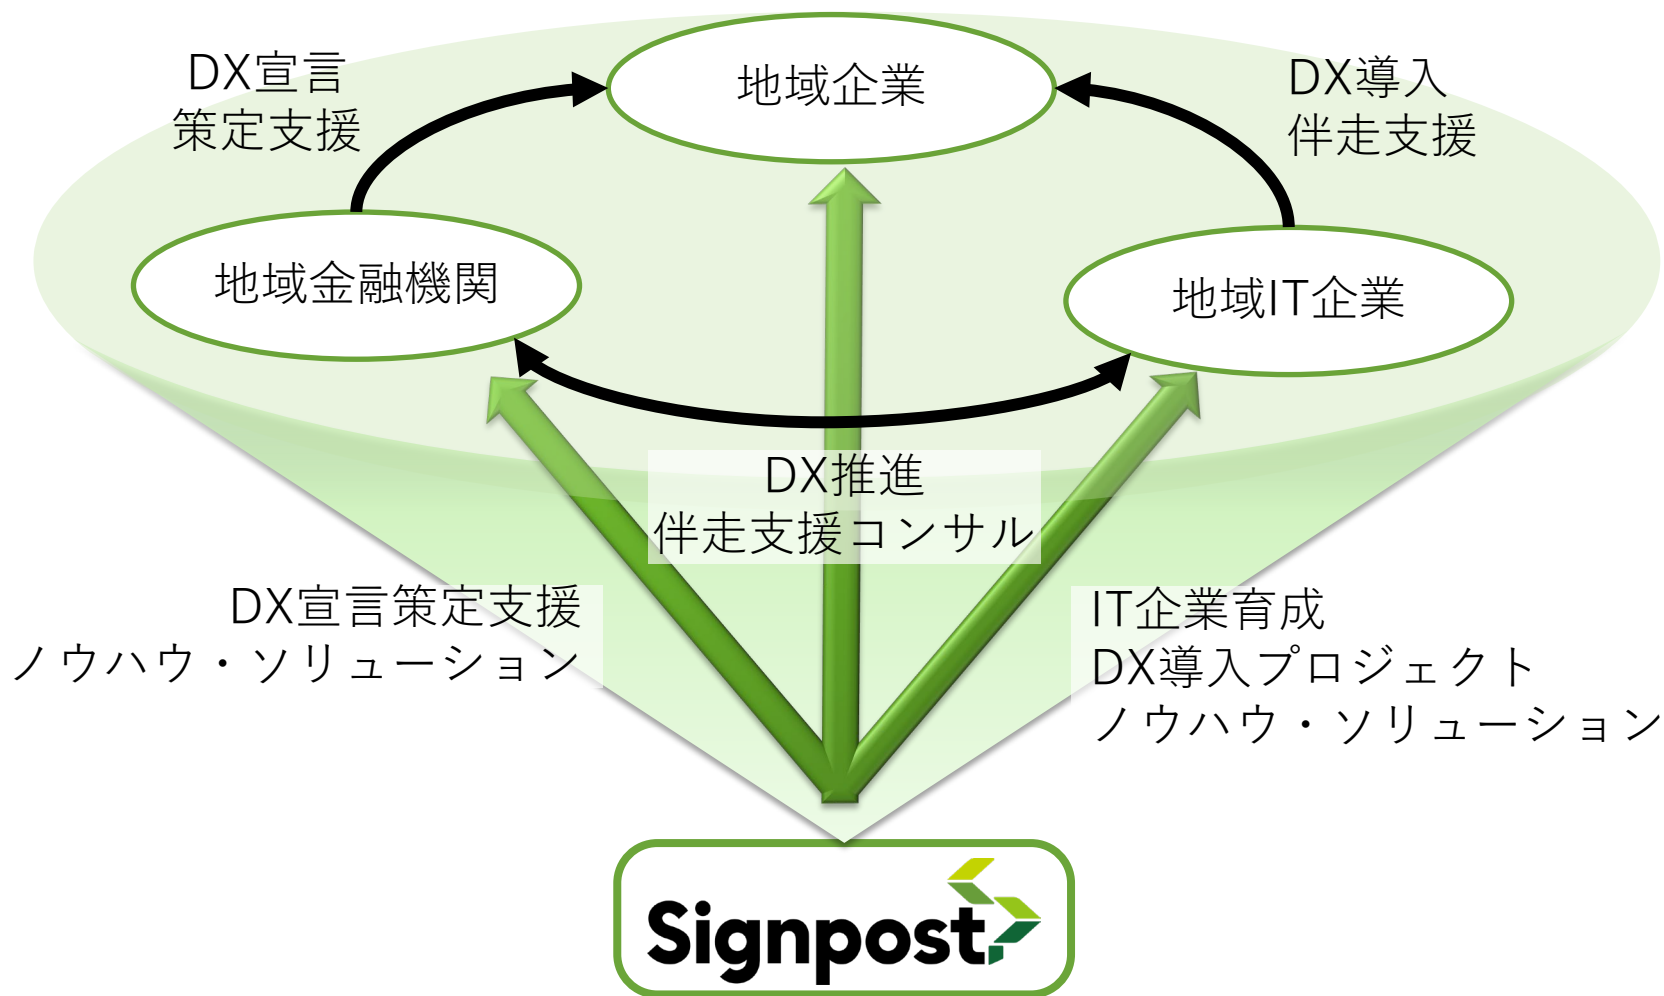 DX宣言
策定支援
地域企業
DX導入
伴走支援
地域金融機関
地域IT企業
DX推進
伴走支援コンサル
DX宣言策定支援
ノウハウ・ソリューション
IT企業育成
DX導入プロジェクト
ノウハウ・ソリューション
Signpost